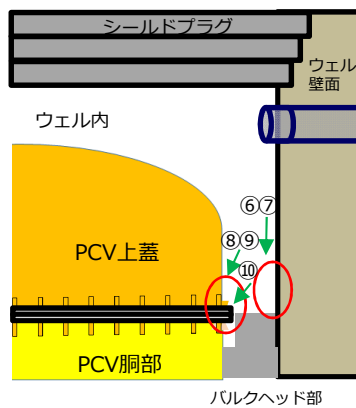 シールドプラグ
ウェル
壁面
ウェル内
⑥⑦
⑧⑨
PCV上蓋
⑩
PCV胴部
バルクヘッド部